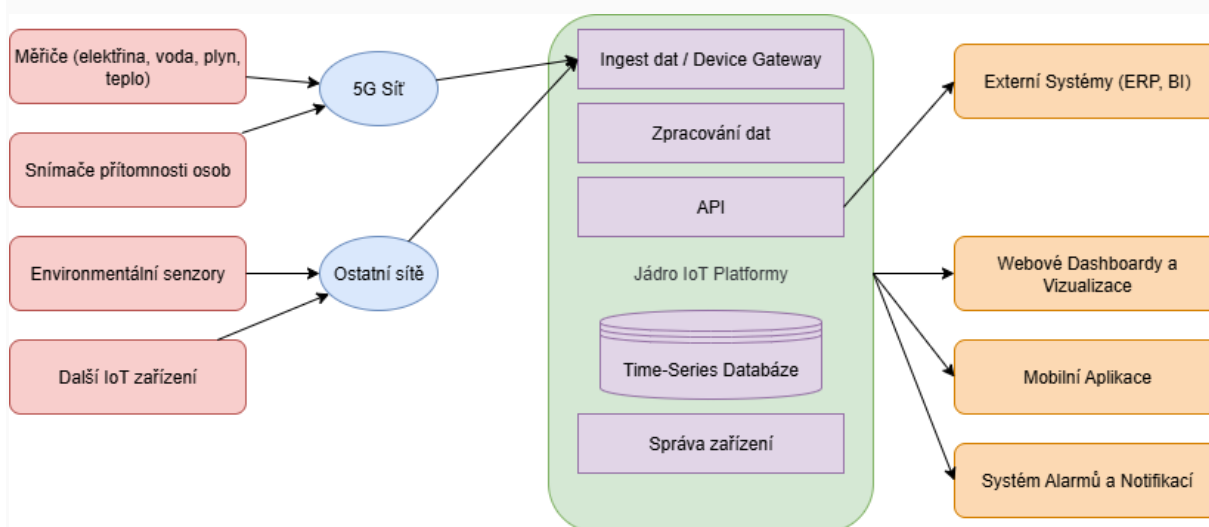 Měřiče (elektřina, voda, plyn,
teplo)
Snímače přítomnosti osob
Environmentální senzory
Další IoT zařízení
5G Síť
Ostatní sítě
Ingest dat / Device Gateway
Zpracování dat
API
Jádro IoT Platformy
Time-Series Databáze
Správa zařízení
Externí Systémy (ERP, BI)
Webové Dashboardy a
Vizualizace
Mobilní Aplikace
Systém Alarmů a Notifikací